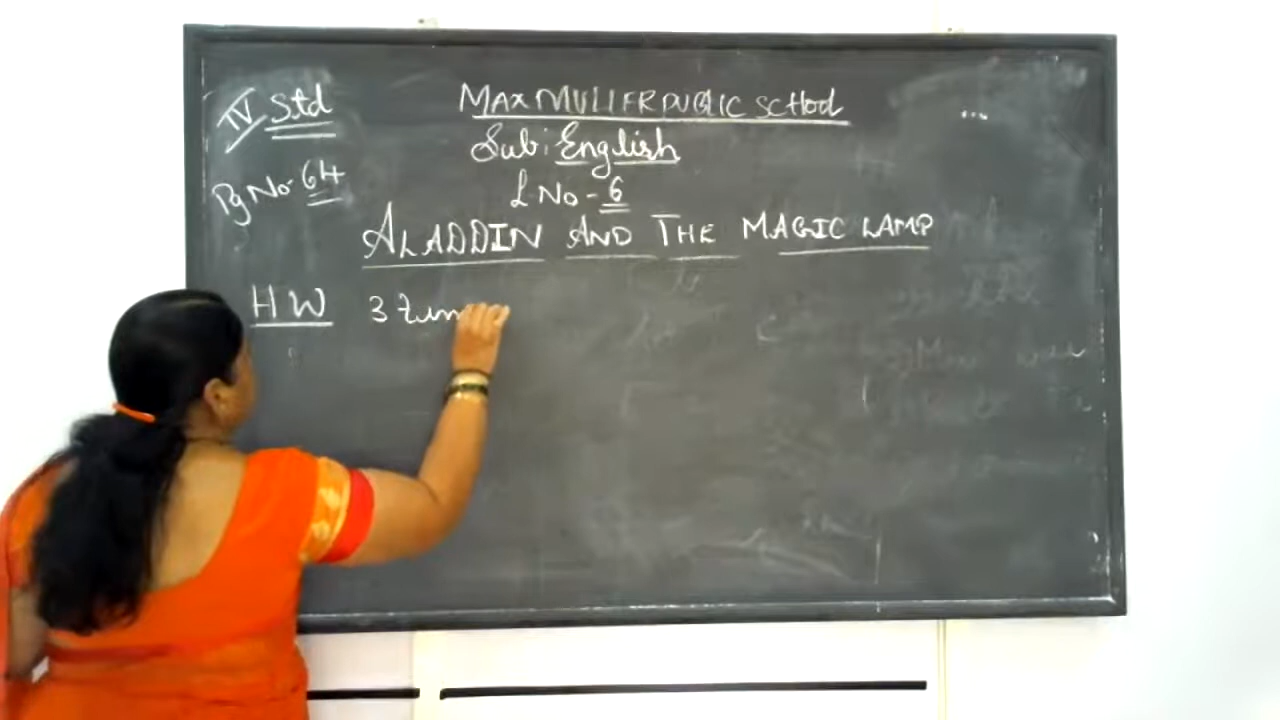 IV Std
MAX MULLER PUBLIC SCHOOL
Sub: English
Pg No- 64
L No - 6
ALADDIN AND THE MAGIC LAMP
HW 3